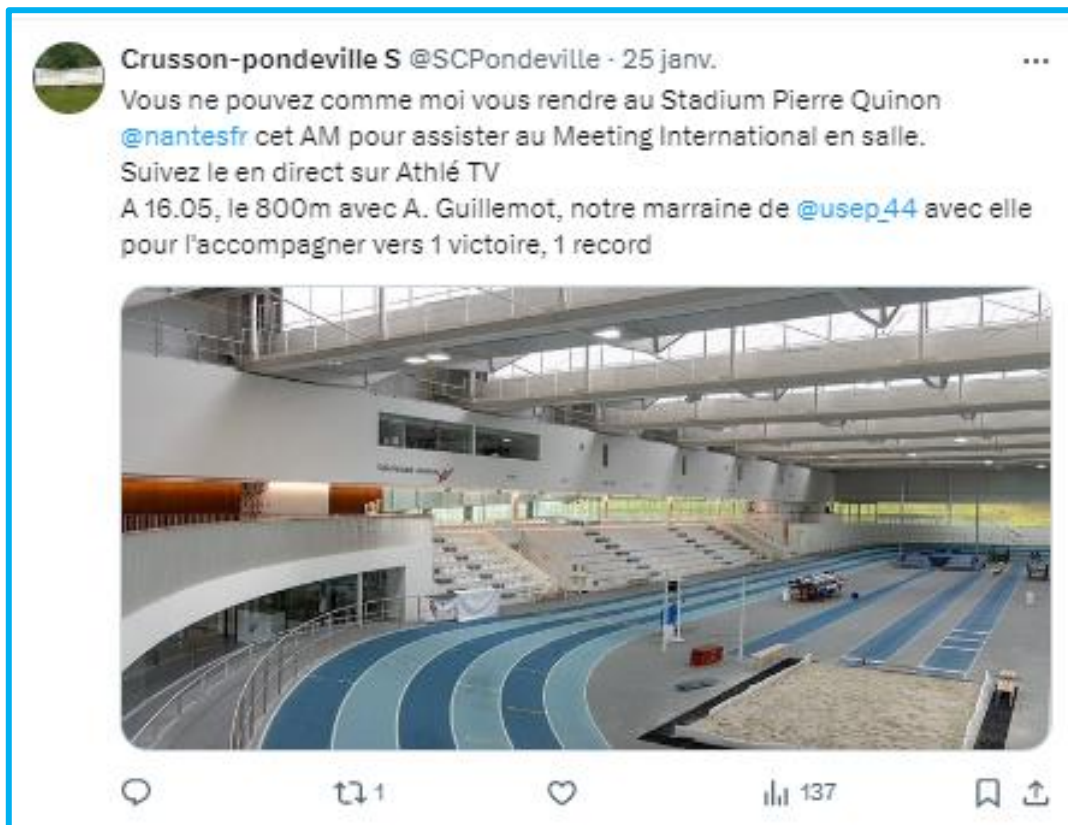 Crusson-pondeville S @SCPondeville · 25 janv.
Vous ne pouvez comme moi vous rendre au Stadium Pierre Quinon
@nantesfr cet AM pour assister au Meeting International en salle.
Suivez le en direct sur Athlé TV
A 16.05, le 800m avec A. Guillemot, notre marraine de @usep_44 avec elle
pour l'accompagner vers 1 victoire, 1 record
1
137